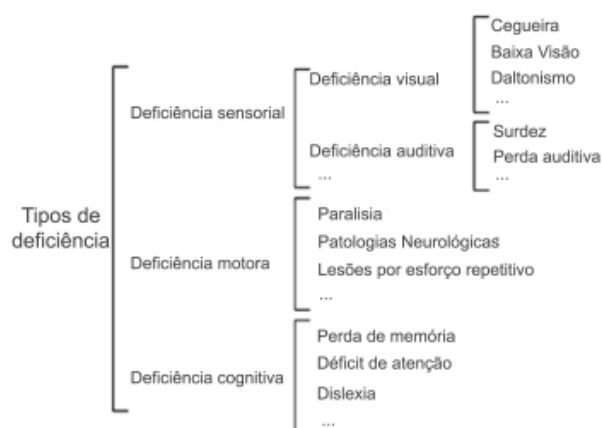 Tipos de
deficiência
Deficiência sensorial
Deficiência visual
Cegueira
Baixa Visão
Daltonismo
...
Deficiência auditiva
Surdez
Perda auditiva
...
...
Deficiência motora
Paralisia
Patologias Neurológicas
Lesões por esforço repetitivo
...
Deficiência cognitiva
Perda de memória
Déficit de atenção
Dislexia
...